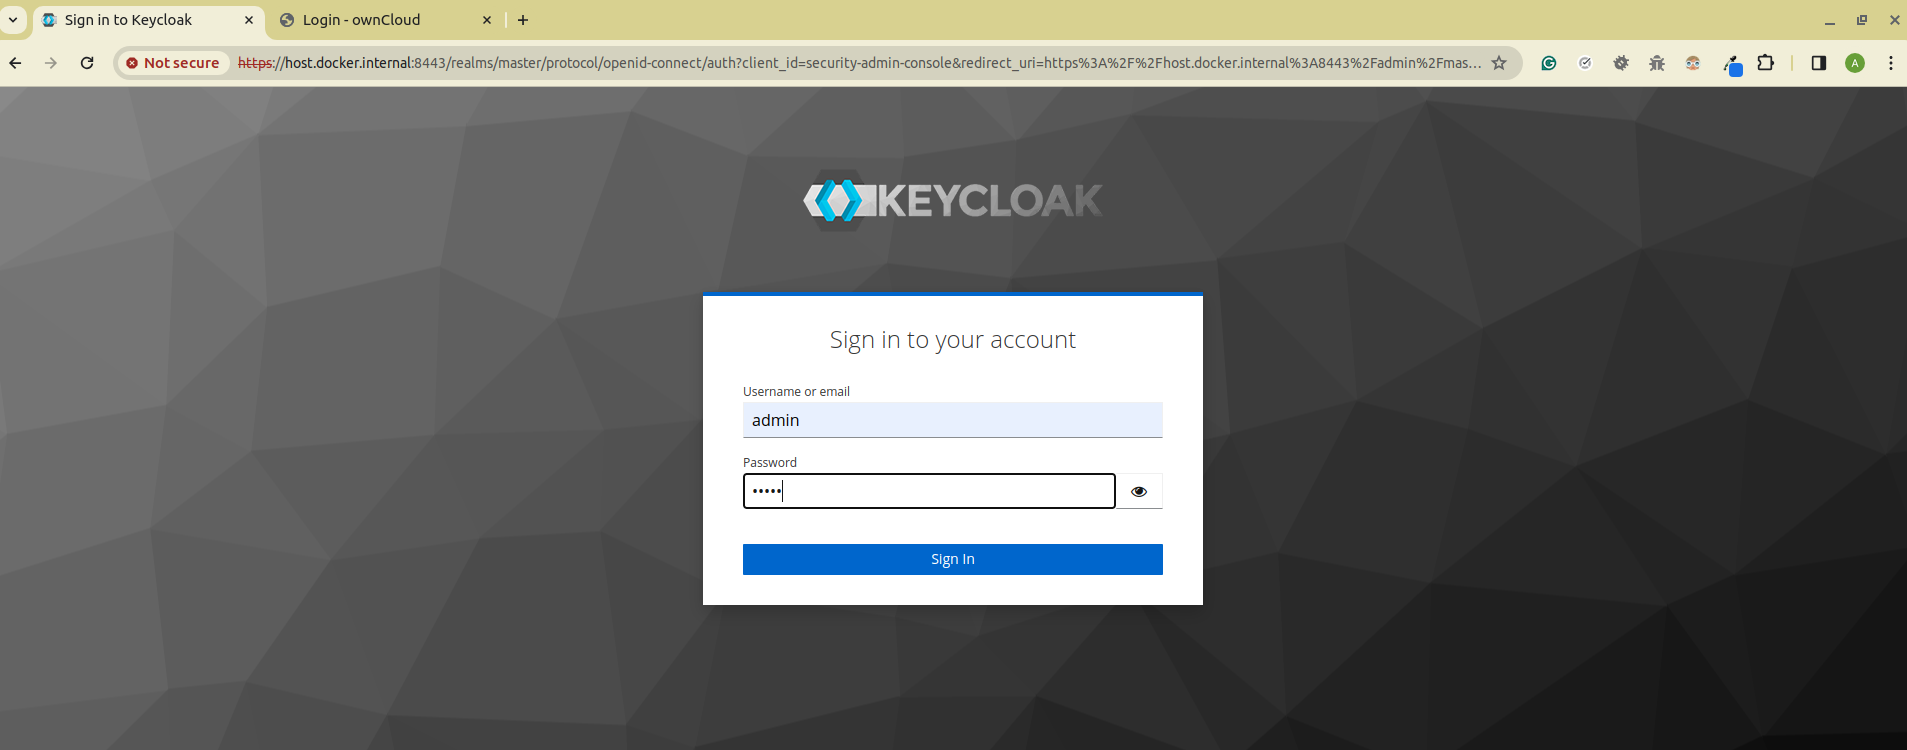 Sign in to Keycloak
Login - ownCloud
Not secure https://host.docker.internal:8443/realms/master/protocol/openid-connect/auth?client_id=security-admin-console&redirect_uri=https%3A%2F%2Fhost.docker.internal%3A8443%2Fadmin%2Fmas...
A
KEYCLOAK
Sign in to your account
Username or email
admin
Password
•••••
Sign In